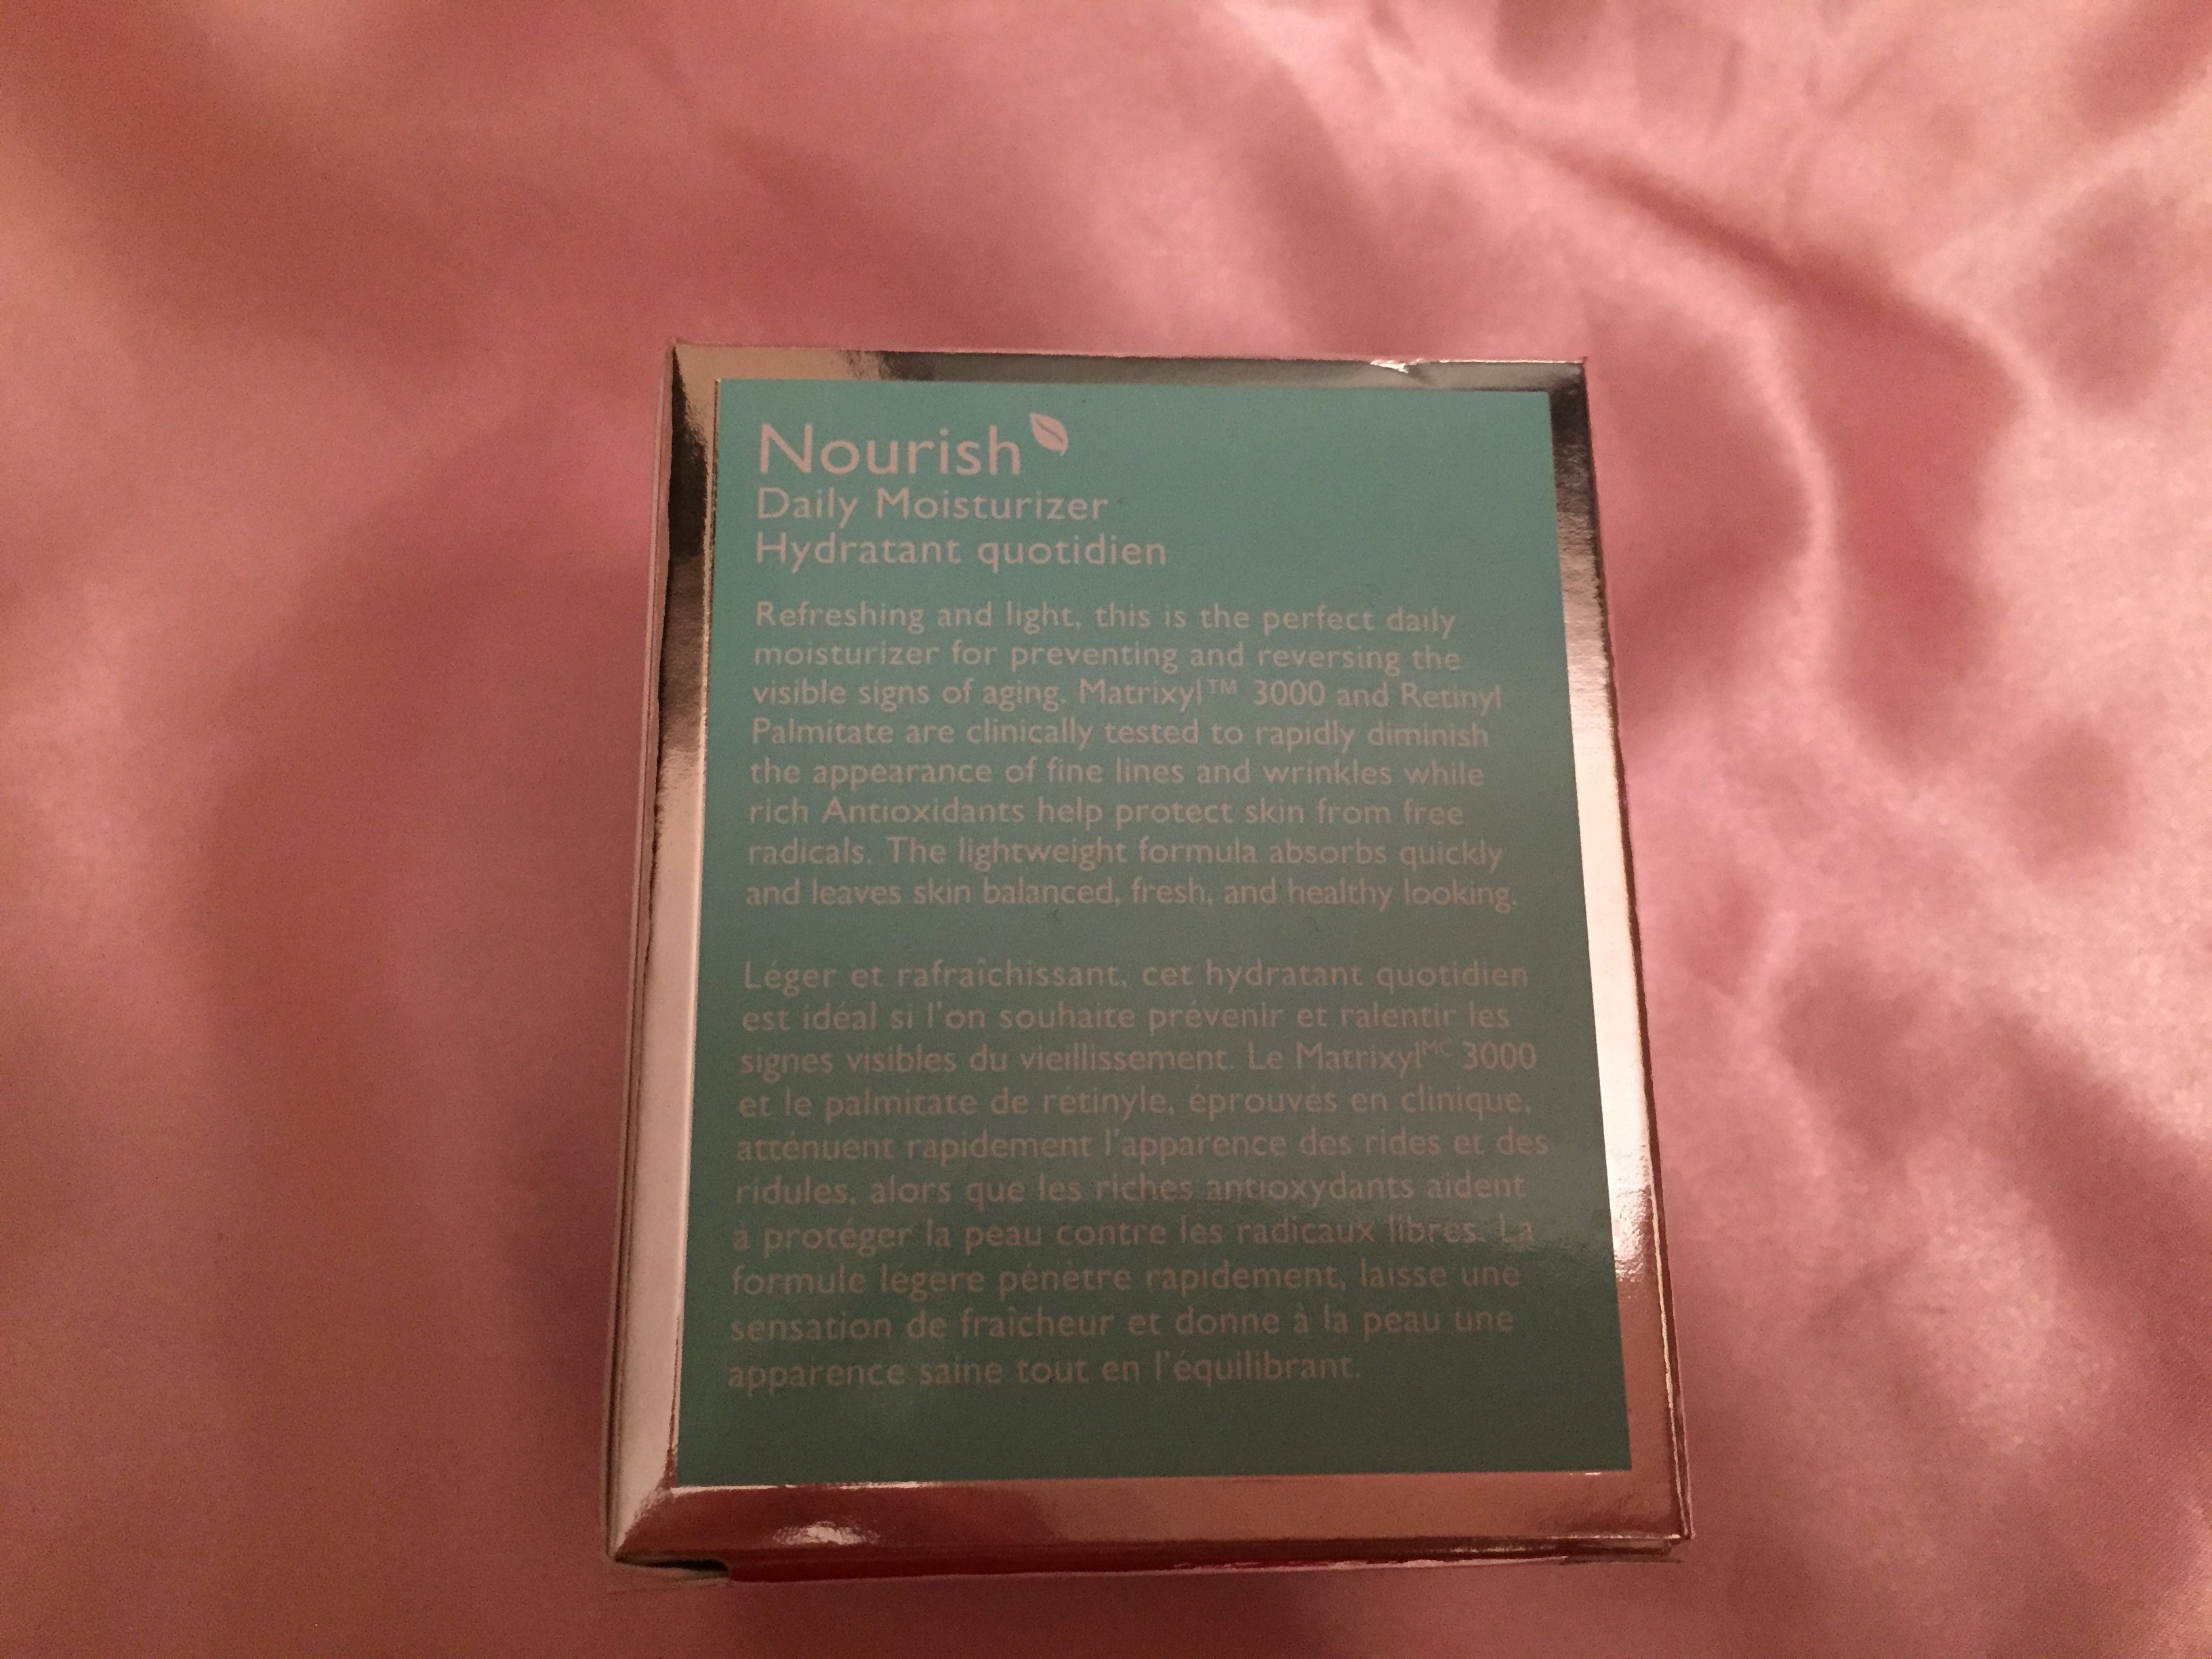 Nourish
Daily Moisturizer
Hydratant quotidien
Refreshing and light, this is the perfect daily
moisturizer for preventing and reversing the
visible signs of aging. Matrixyl™ 3000 and Retinyl
Palmitate are clinically tested to rapidly diminish
the appearance of fine lines and wrinkles while
rich Antioxidants help protect skin from free
radicals. The lightweight formula absorbs quickly
and leaves skin balanced, fresh, and healthy looking.
Léger et rafraîchissant, cet hydratant quotidien
est idéal si l'on souhaite prévenir et ralentir les
signes visibles du vieillissement. Le Matrixylᴹᶜ 3000
et le palmitate de rétinyle, éprouvés en clinique,
atténuent rapidement l'apparence des rides et des
ridules, alors que les riches antioxydants aident
à protéger la peau contre les radicaux libres. La
formule légère pénètre rapidement, laisse une
sensation de fraîcheur et donne à la peau une
apparence saine tout en l'équilibrant.